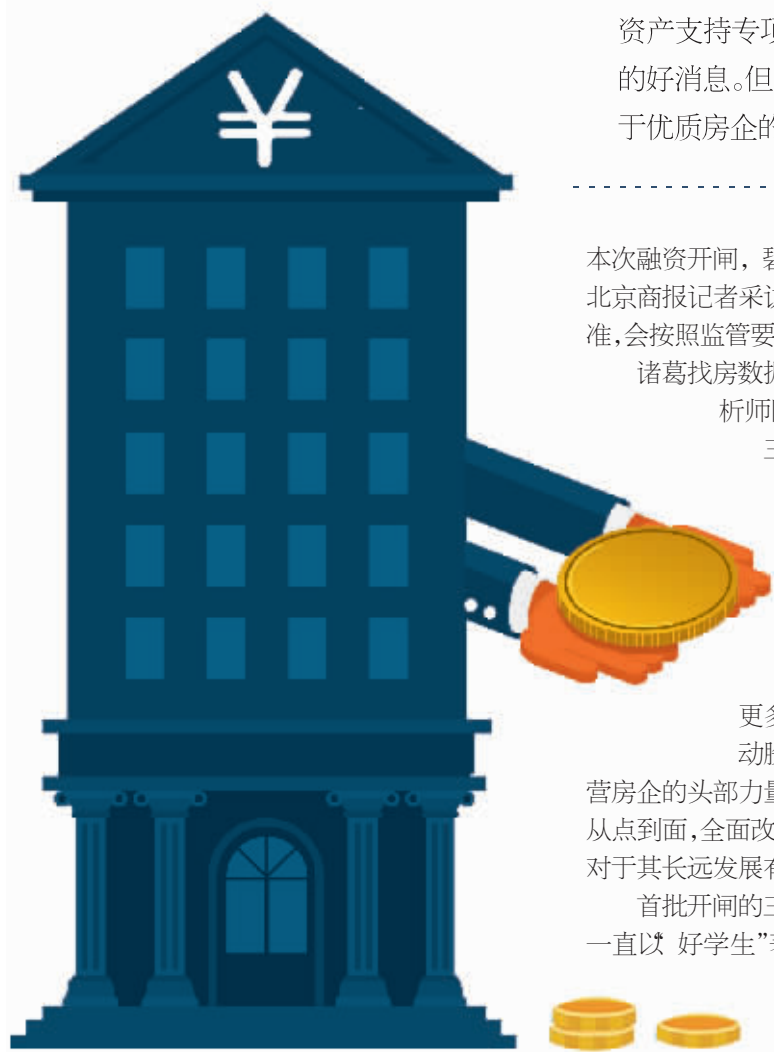 ¥
资产支持专项
的好消息。但
于优质房企的
本次融资开闸，碧
北京商报记者采访
准，会按照监管要
诸葛找房数据
析师
更多
动
营房企的头部力量
从点到面，全面改
对于其长远发展有
首批开闸的三
一直以“好学生”